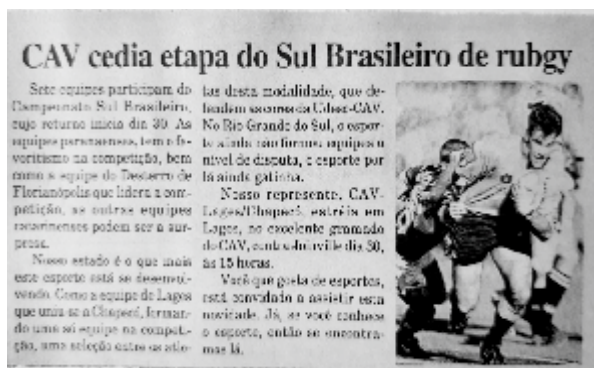 CAV cedia etapa do Sul Brasileiro de rubgy
Sete equipes participam do
Campeonato Sul Brasileiro,
cujo returno inicia dia 30. As
equipes paranaenses, tem o fa-
voritismo na competição, bem
como a equipe do Desterro de
Florianópolis que lidera a com-
petição, as outras equipes
catarinenses podem ser a sur-
presa.
Nosso estado é o que mais
este esporte está se desenvol-
vendo. Como a equipe de Lages
que uniu-se a Chapecó, forman-
do uma só equipe na competi-
ção, uma seleção entre os atle-
tas desta modalidade, que de-
fendem as cores da Udesc-CAV.
No Rio Grande do Sul, o espor-
te ainda não formou equipes a
nível de disputa, o esporte por
lá ainda gatinha.
Nosso represente, CAV-
Lages/Chapecó, estréia em
Lages, no excelente gramado
do CAV, contra Joinville dia 30,
às 15 horas.
Você que gosta de esportes,
está convidado a assistir esta
novidade. Já, se você conhece
o esporte, então se encontra-
mos lá.